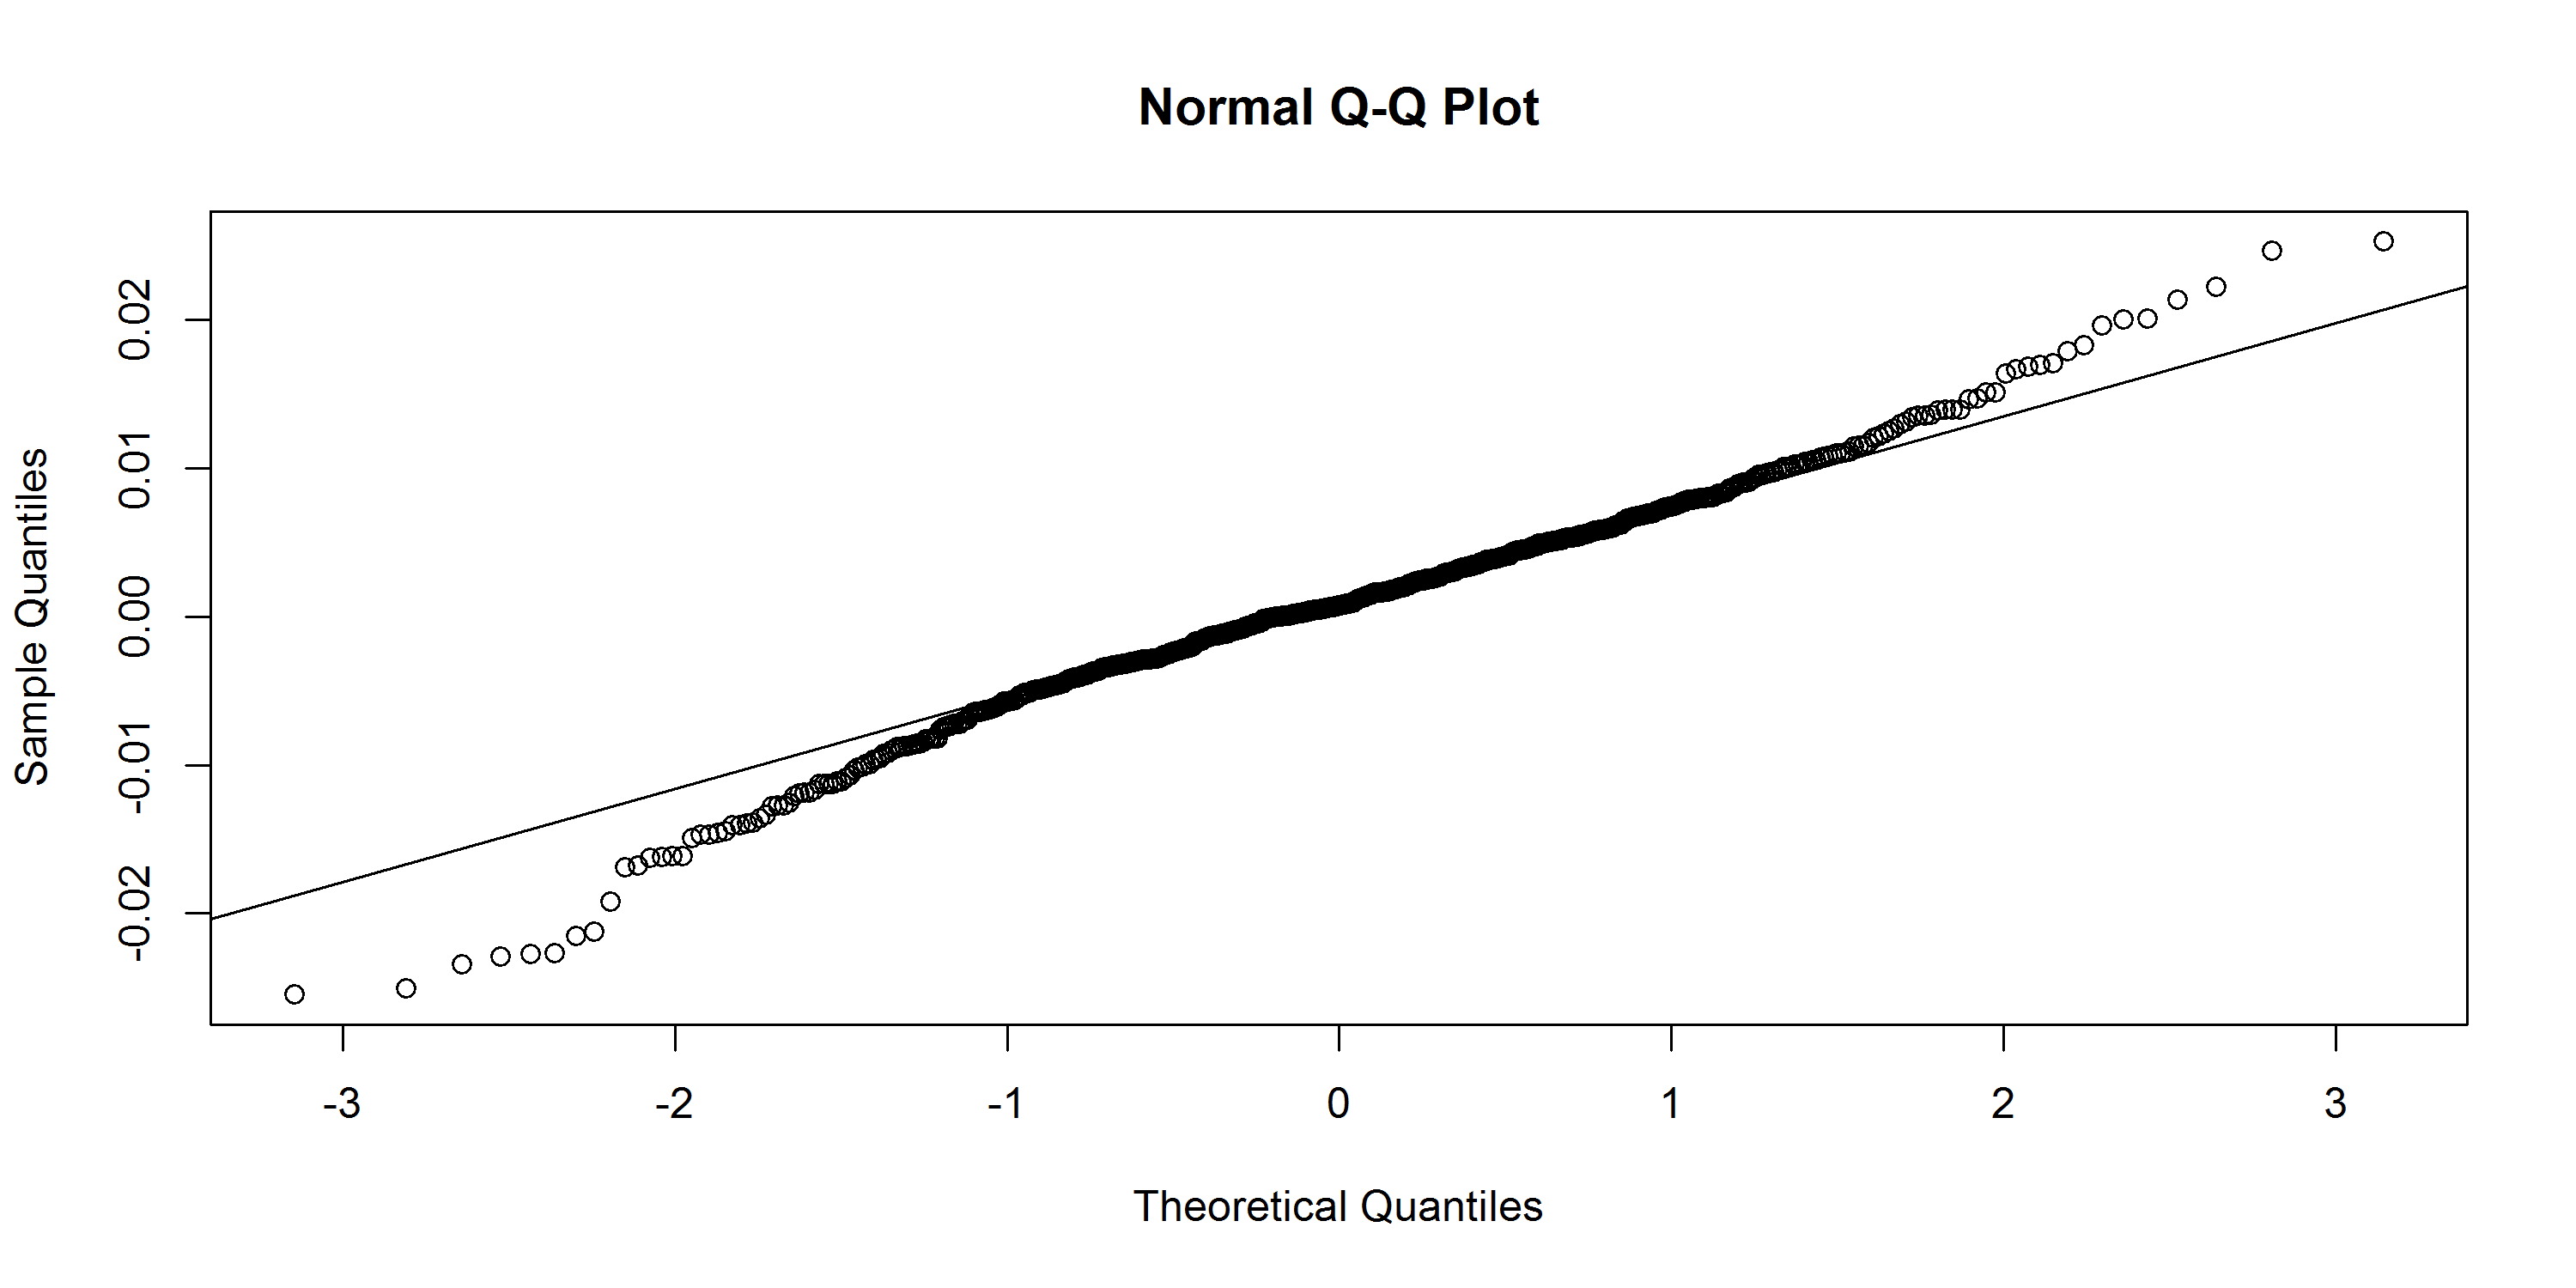 Normal Q-Q Plot
Sample Quantiles
0.02
0.01
0.00
-0.01
-0.02
-3 -2 -1 0 1 2 3
Theoretical Quantiles